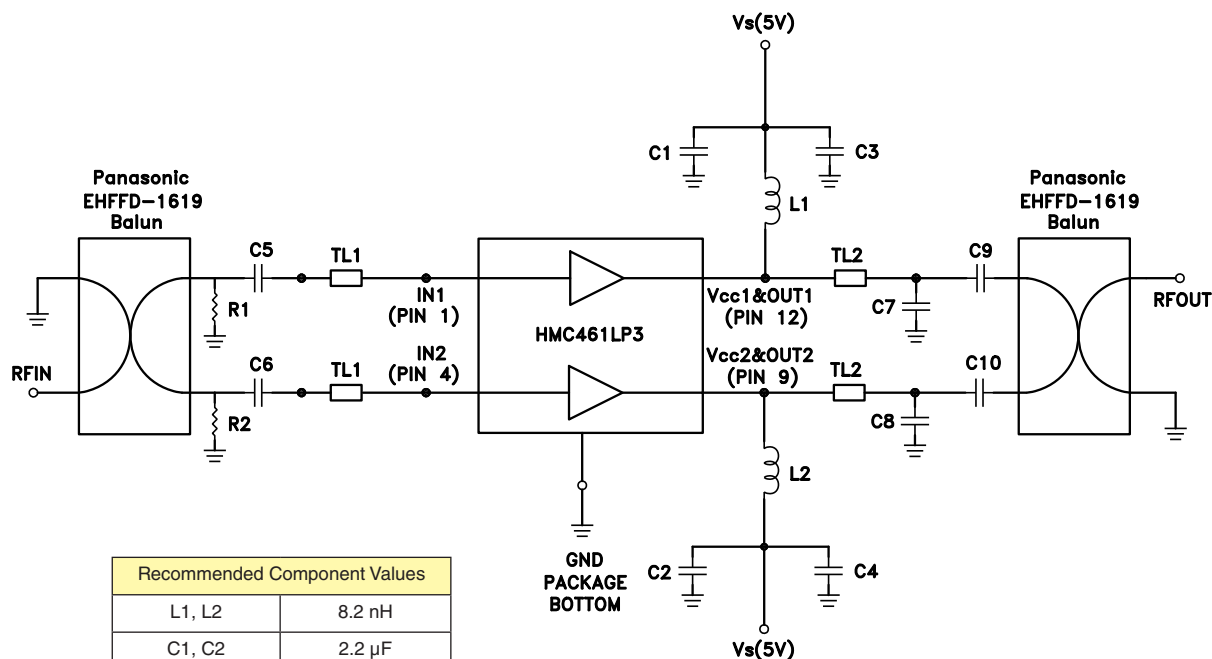 Vs(5V)
C1
C3
L1
Panasonic
EHFFD-1619
Balun
Panasonic
EHFFD-1619
Balun
C5
TL1
R1
IN1
(PIN 1)
Vcc1&OUT1
(PIN 12)
TL2
C7
C9
RFOUT
HMC461LP3
RFIN
C6
TL1
R2
IN2
(PIN 4)
Vcc2&OUT2
(PIN 9)
TL2
C8
C10
L2
GND
PACKAGE
BOTTOM
C2
C4
Vs(5V)
Recommended Component Values
L1, L2 8.2 nH
C1, C2 2.2 µF